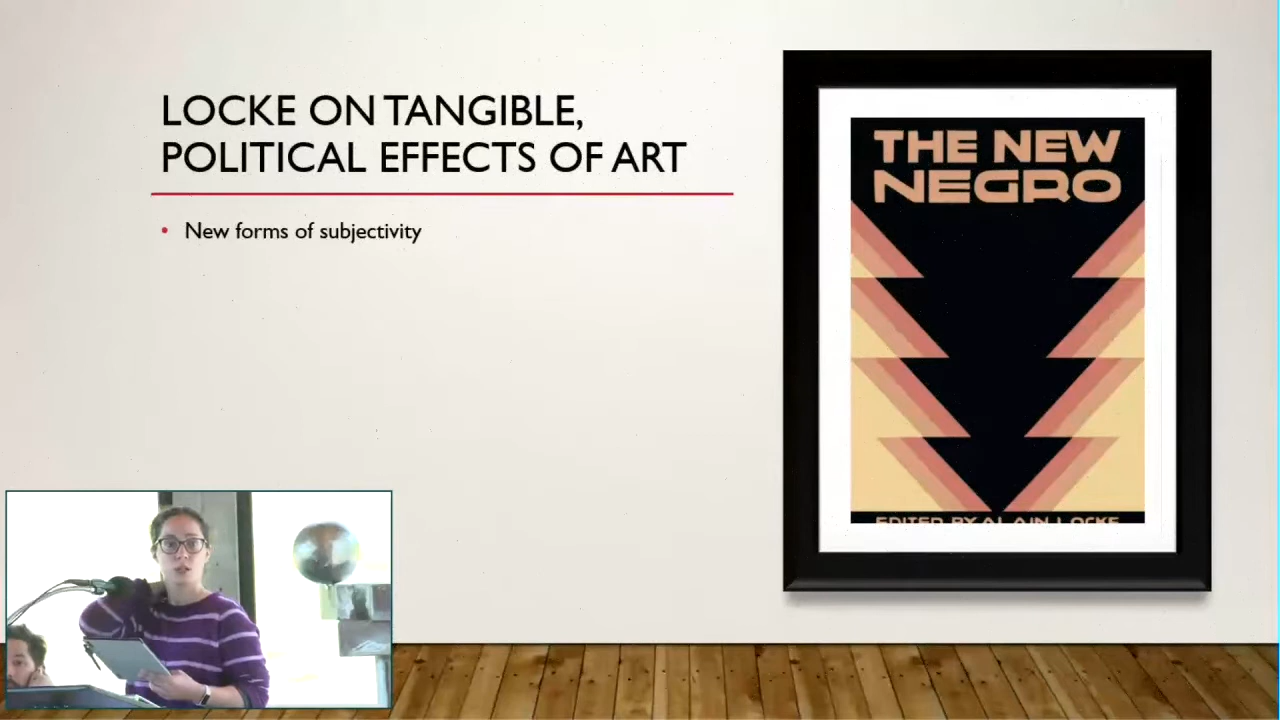 LOCKE ON TANGIBLE,
POLITICAL EFFECTS OF ART
• New forms of subjectivity
THE NEW
NEGRO
EDITED BY ALAIN LOCKE